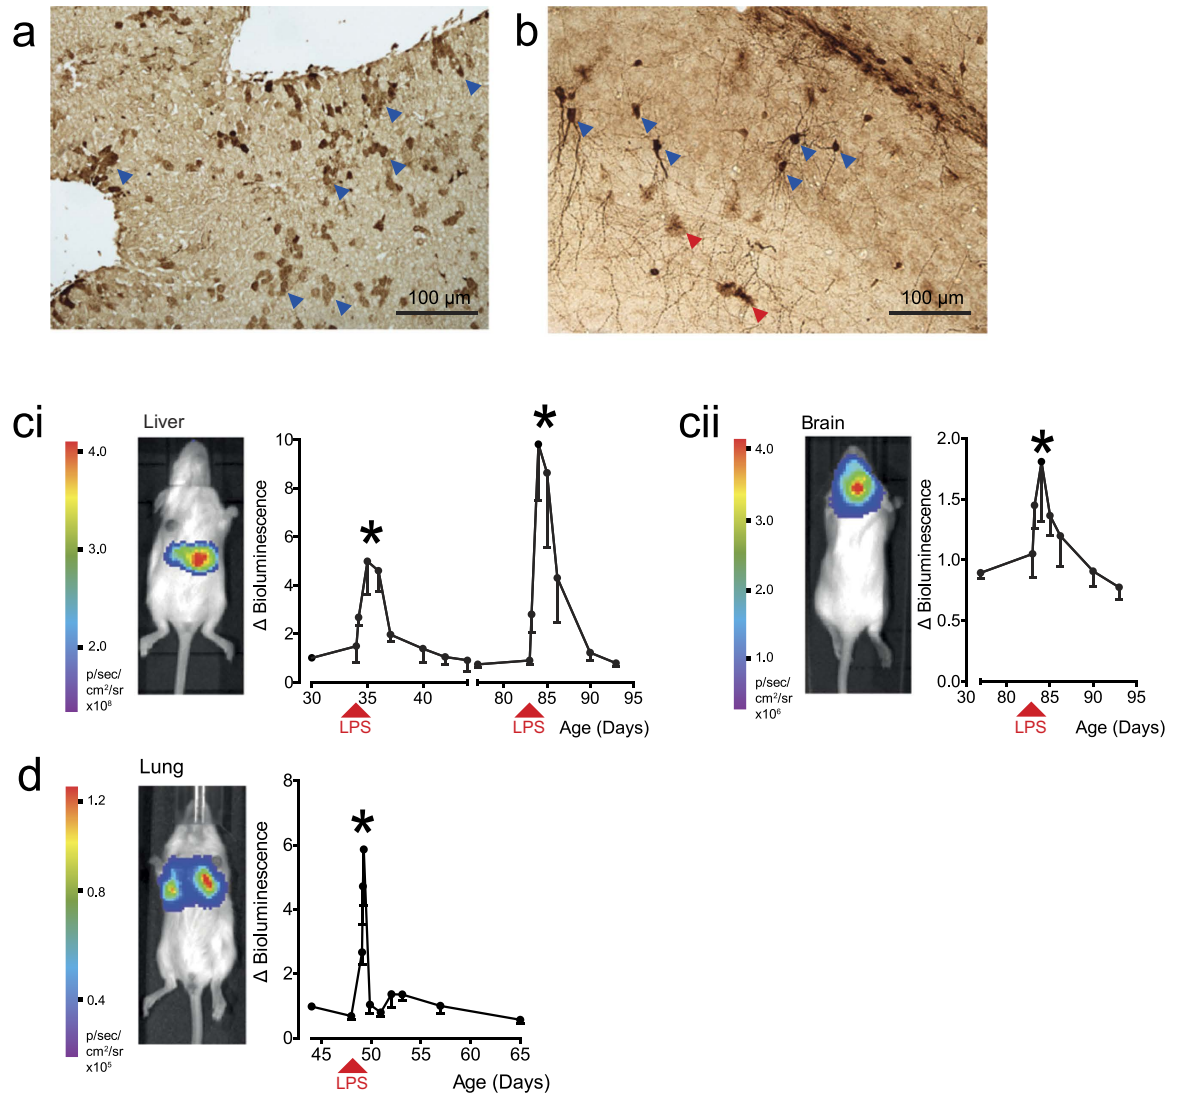 a
b
100 µm
100 µm
ci
Liver
4.0
3.0
2.0
p/sec/
cm²/sr
x10⁸
Δ Bioluminescence
10
8
6
4
2
0
*
*
30 35 40 80 85 90 95
LPS LPS Age (Days)
cii
Brain
4.0
3.0
2.0
1.0
p/sec/
cm²/sr
x10⁶
Δ Bioluminescence
2.0
1.5
1.0
0.5
0.0
*
30 80 85 90 95
LPS Age (Days)
d
Lung
1.2
0.8
0.4
p/sec/
cm²/sr
x10⁵
Δ Bioluminescence
8
6
4
2
0
*
45 50 55 60 65
LPS Age (Days)